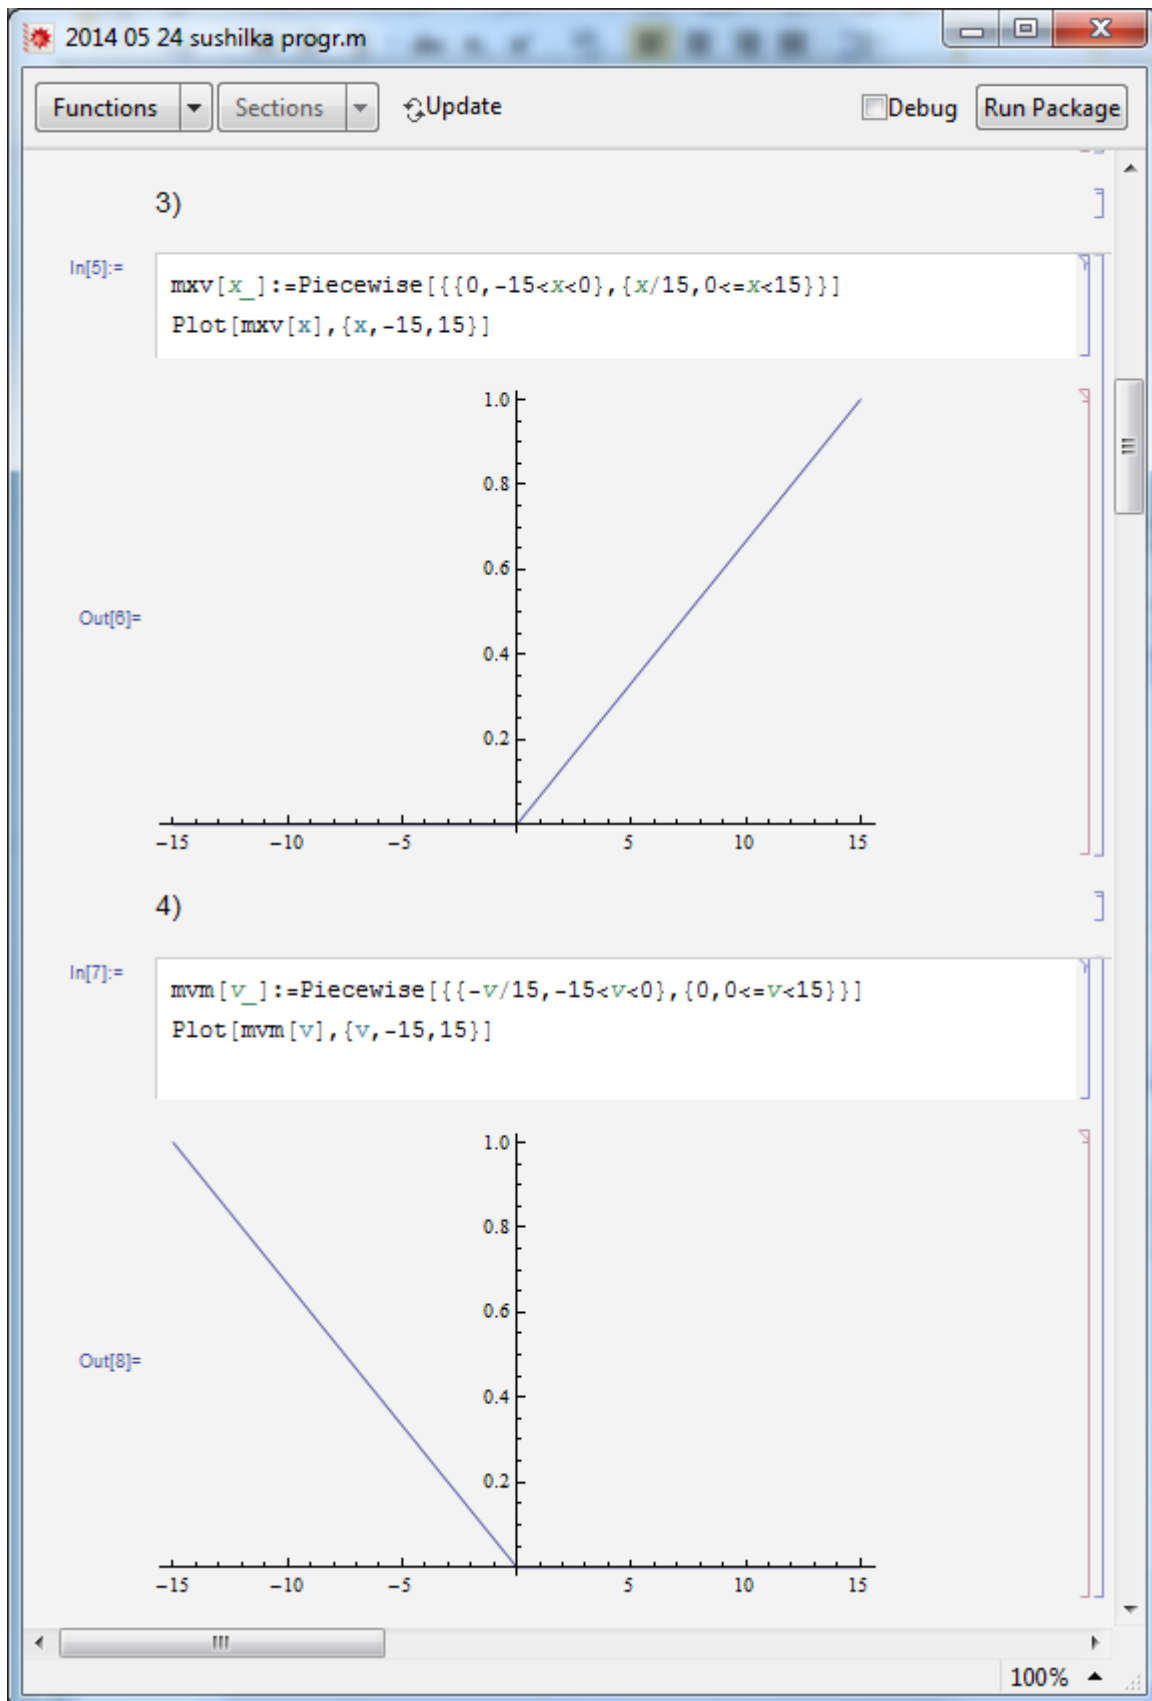 2014 05 24 sushilka progr.m
Functions Sections Update Debug Run Package
3)
In[5]:=
mxv[x_]:=Piecewise[{{0,-15<x<0},{x/15,0<=x<15}}]
Plot[mxv[x],{x,-15,15}]
1.0
0.8
0.6
Out[6]=
0.4
0.2
-15 -10 -5 5 10 15
4)
In[7]:=
mvm[v_]:=Piecewise[{{-v/15,-15<v<0},{0,0<=v<15}}]
Plot[mvm[v],{v,-15,15}]
1.0
0.8
0.6
Out[8]=
0.4
0.2
-15 -10 -5 5 10 15
100%